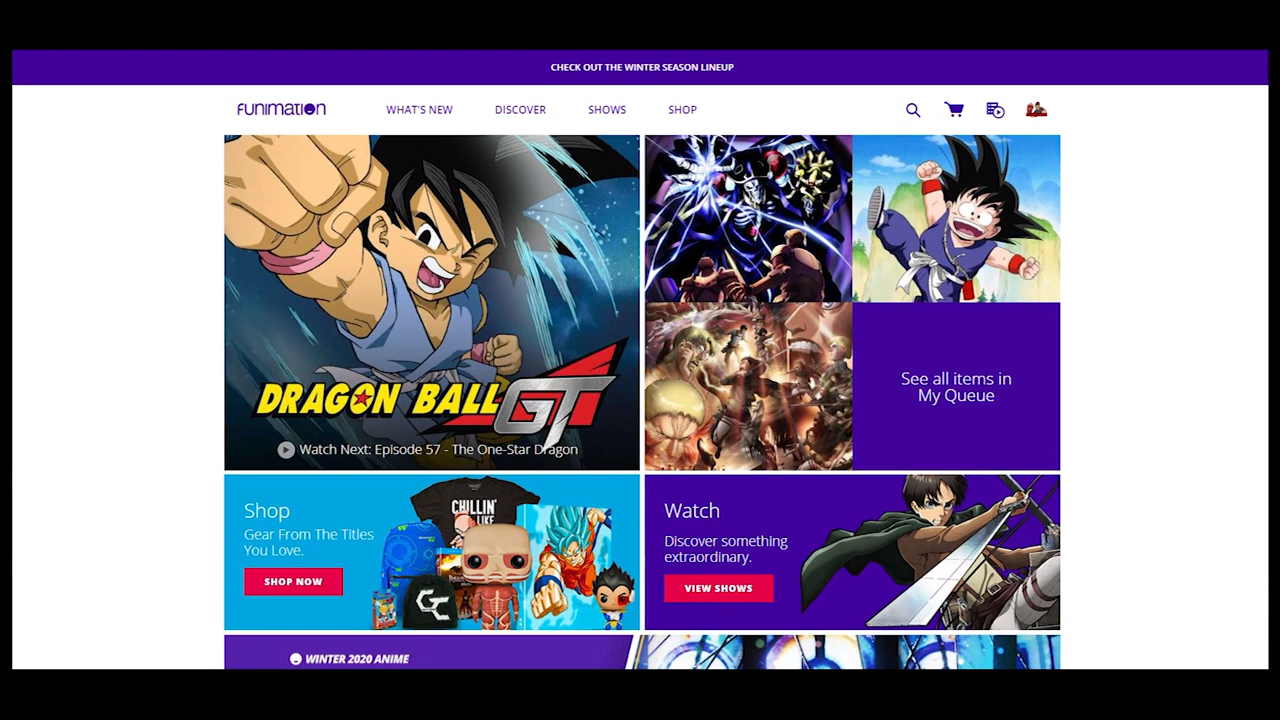 CHECK OUT THE WINTER SEASON LINEUP
FUNIMATION
WHAT'S NEW
DISCOVER
SHOWS
SHOP
DRAGON BALL GT
Watch Next: Episode 57 - The One-Star Dragon
See all items in
My Queue
Shop
Gear From The Titles
You Love.
SHOP NOW
CHILLIN'
LIKE
Watch
Discover something
extraordinary.
VIEW SHOWS
WINTER 2020 ANIME